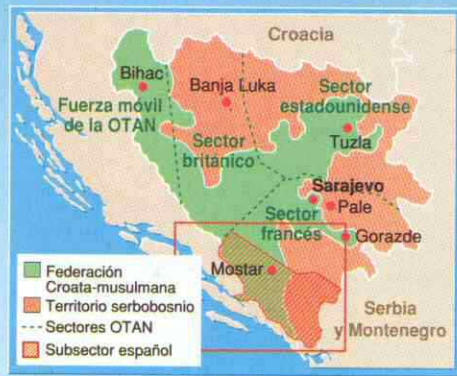 Croacia
Bihac
Banja Luka
Sector
estadounidense
Fuerza móvil
de la OTAN
Tuzla
Sector
británico
Sarajevo
Pale
Sector
francés
Gorazde
Mostar
Serbia
y Montenegro
Federación
Croata-musulmana
Territorio serbobosnio
Sectores OTAN
Subsector español